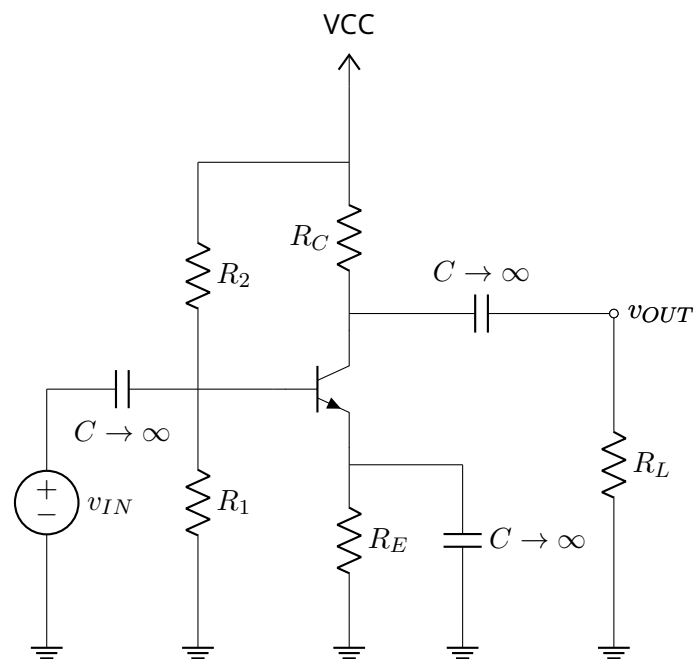 VCC
R_C
R_2
C → ∞
v_OUT
C → ∞
+
−
v_IN
R_1
R_L
R_E
C → ∞